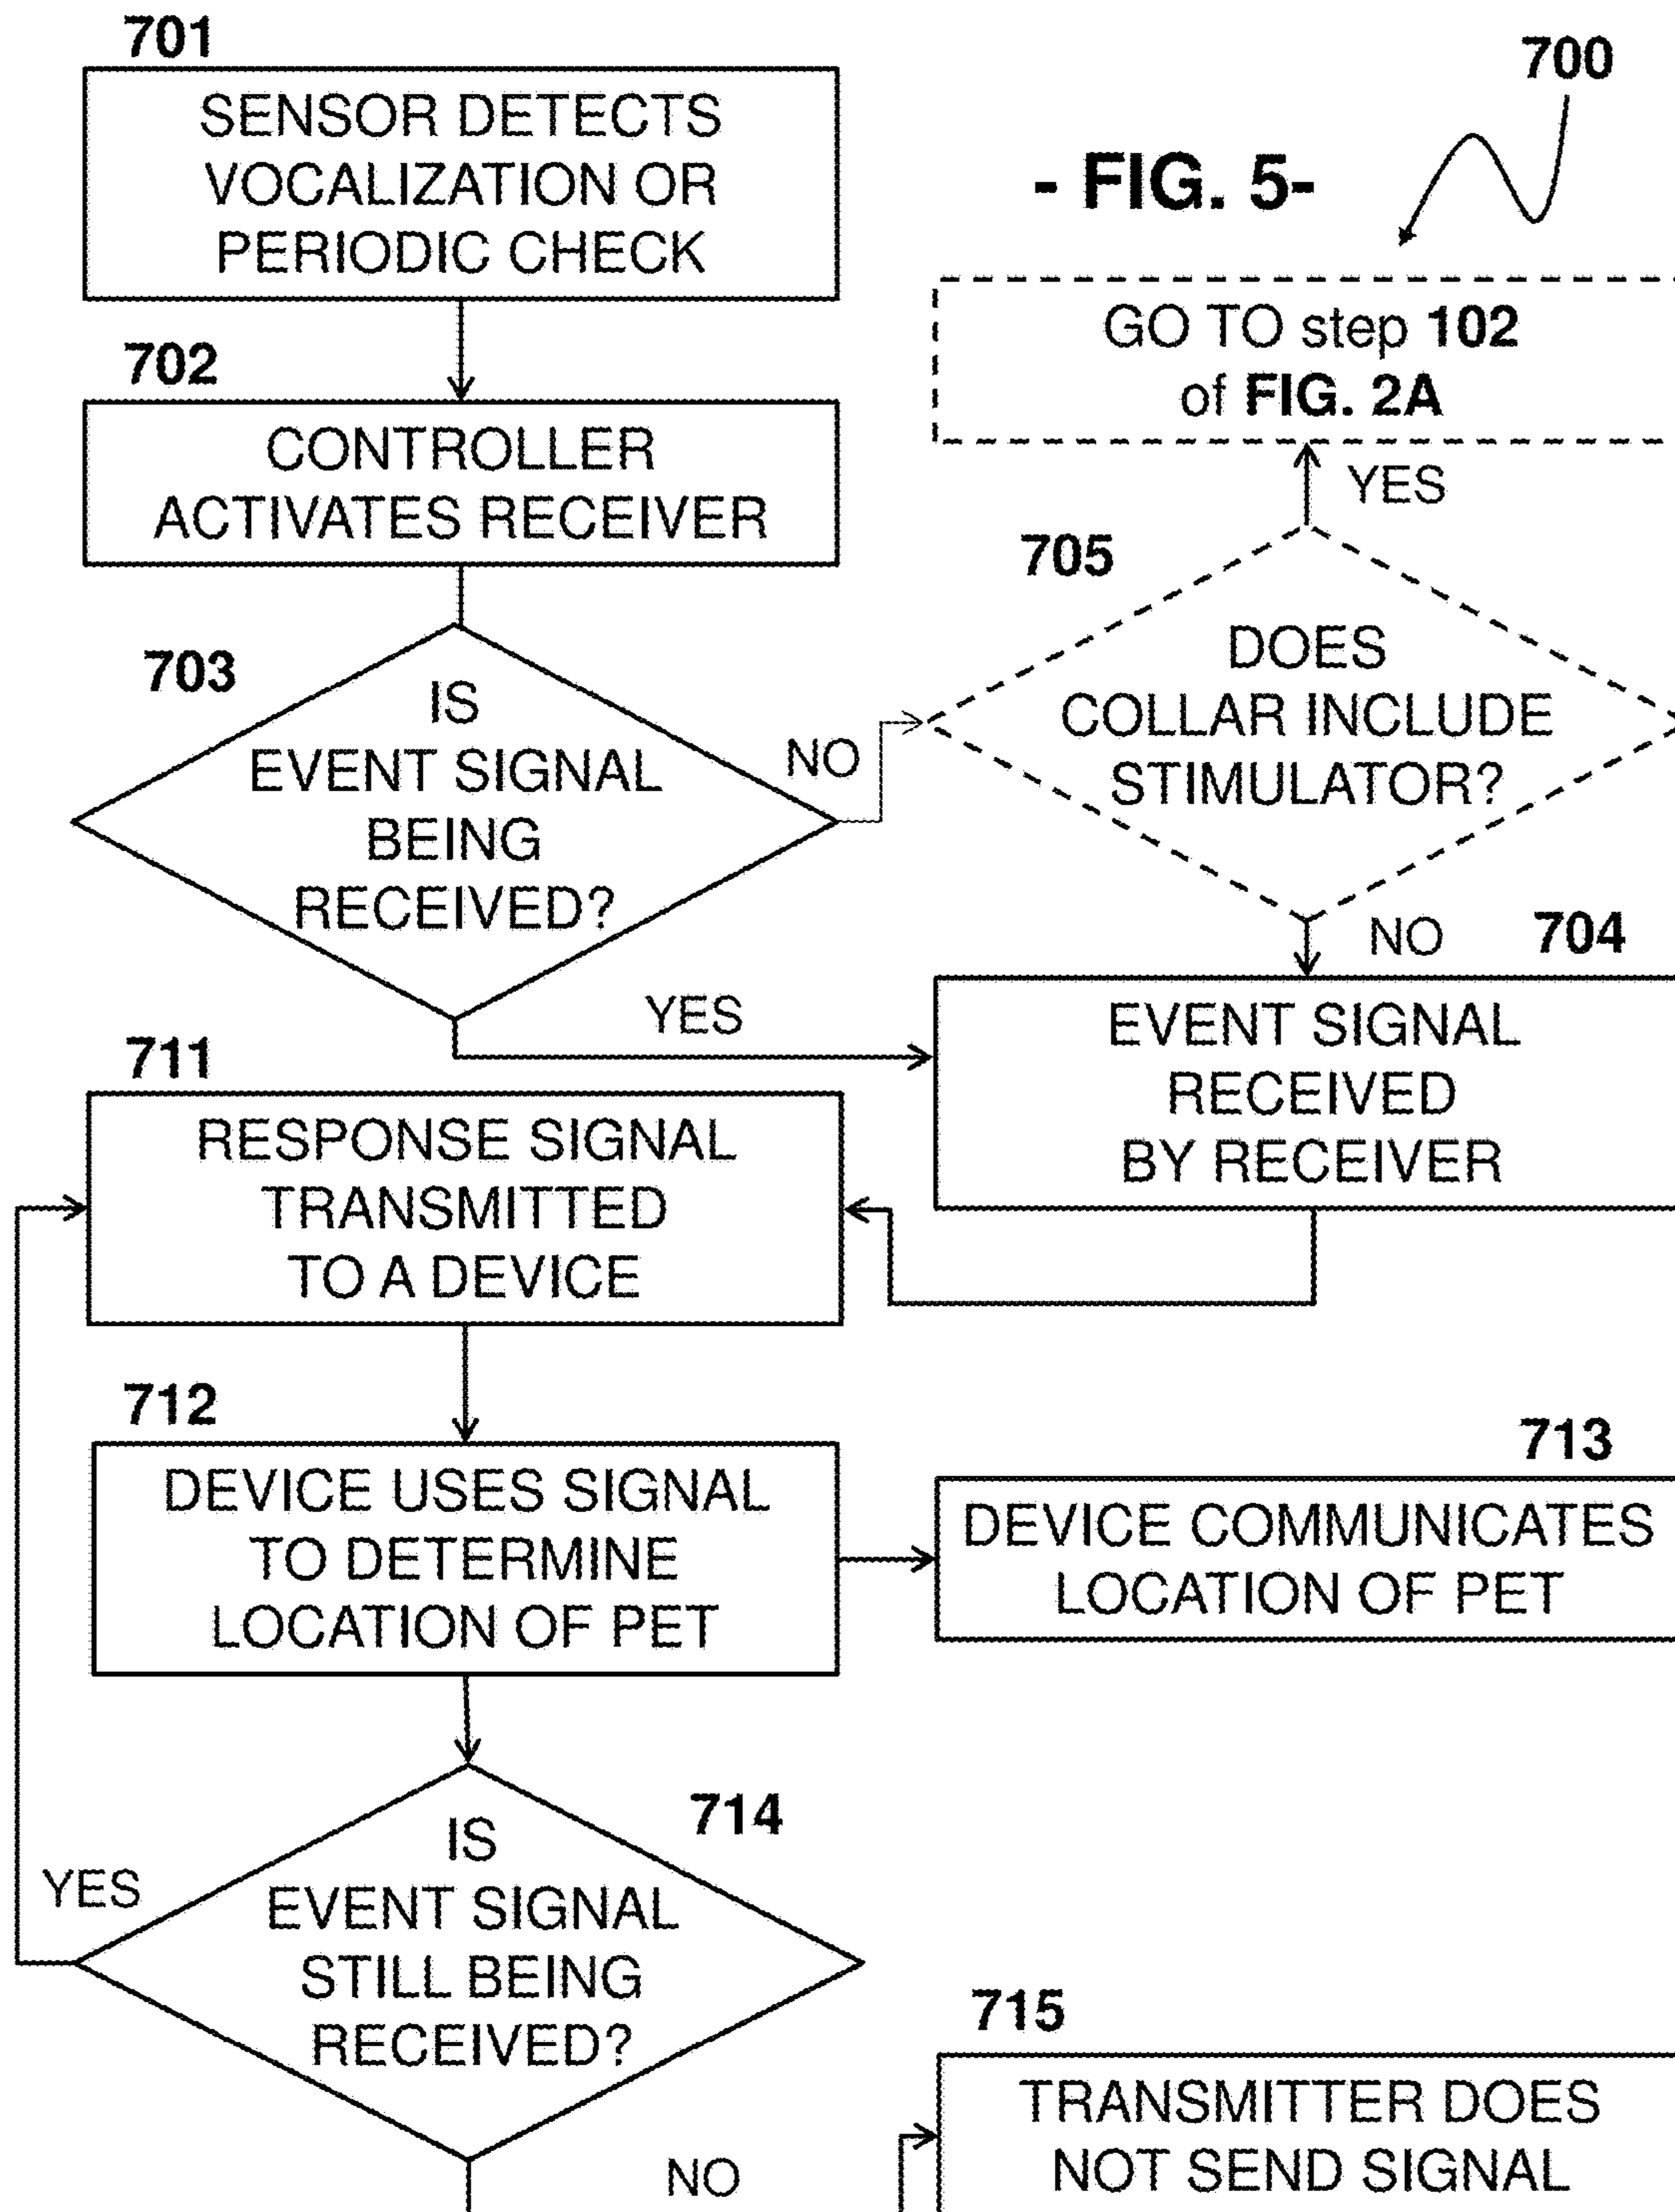 701
SENSOR DETECTS
VOCALIZATION OR
PERIODIC CHECK
700
- FIG. 5-
GO TO step 102
of FIG. 2A
702
CONTROLLER
ACTIVATES RECEIVER
YES
705
DOES
COLLAR INCLUDE
STIMULATOR?
703
IS
EVENT SIGNAL
BEING
RECEIVED?
NO
NO
704
YES
EVENT SIGNAL
RECEIVED
BY RECEIVER
711
RESPONSE SIGNAL
TRANSMITTED
TO A DEVICE
712
DEVICE USES SIGNAL
TO DETERMINE
LOCATION OF PET
713
DEVICE COMMUNICATES
LOCATION OF PET
714
IS
EVENT SIGNAL
STILL BEING
RECEIVED?
YES
NO
715
TRANSMITTER DOES
NOT SEND SIGNAL